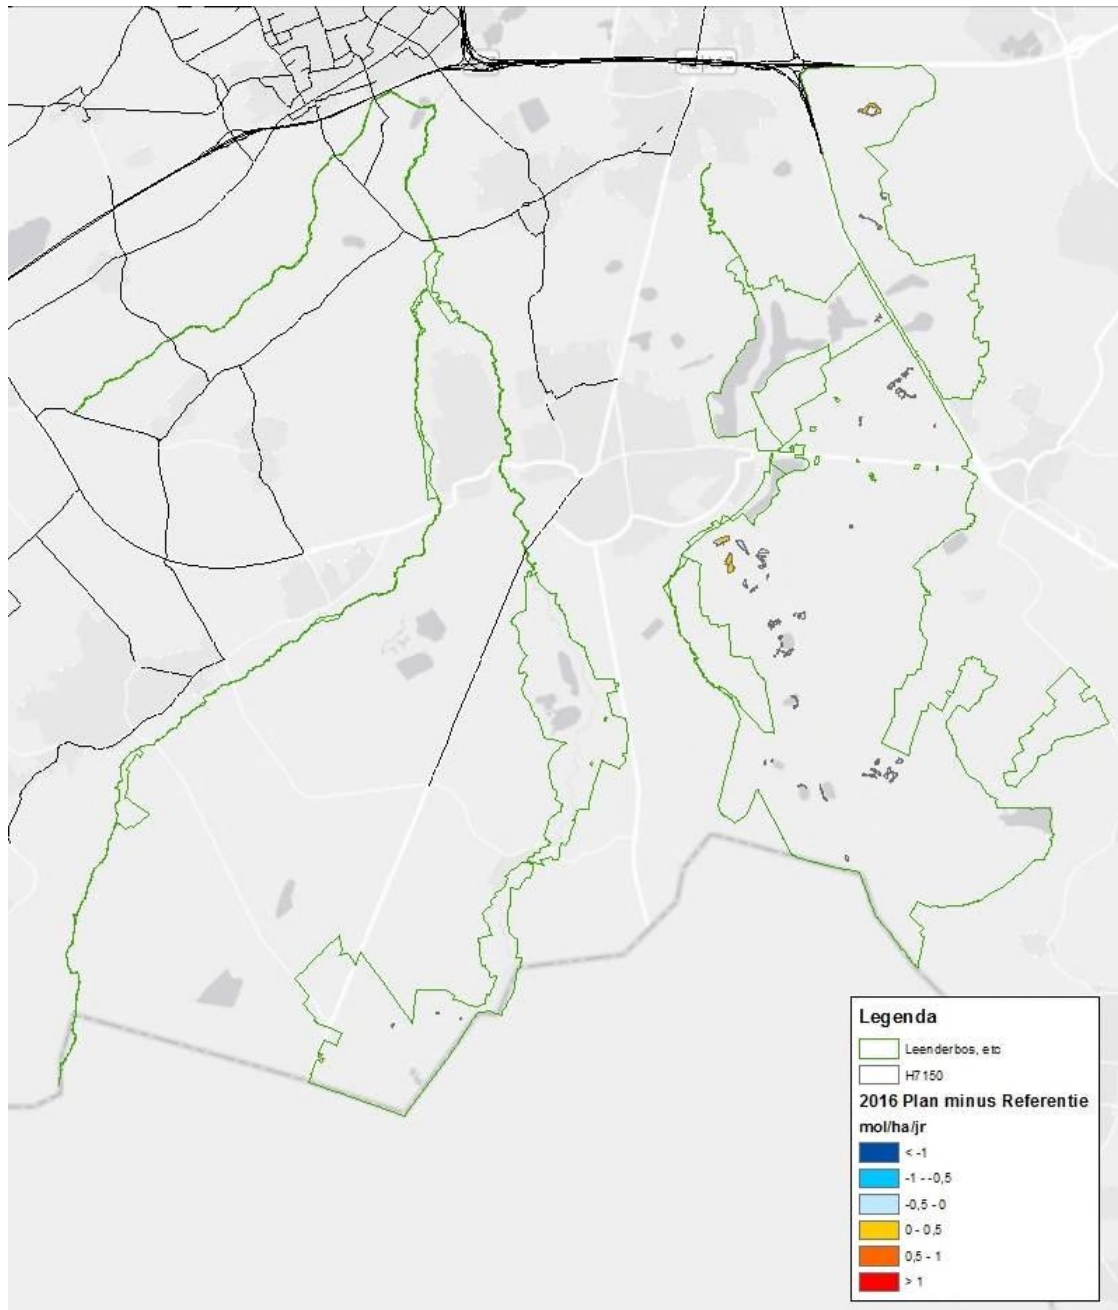 Legenda
Leenderbos, etc
H7150
2016 Plan minus Referentie
mol/ha/jr
< -1
-1 - -0,5
-0,5 - 0
0 - 0,5
0,5 - 1
> 1